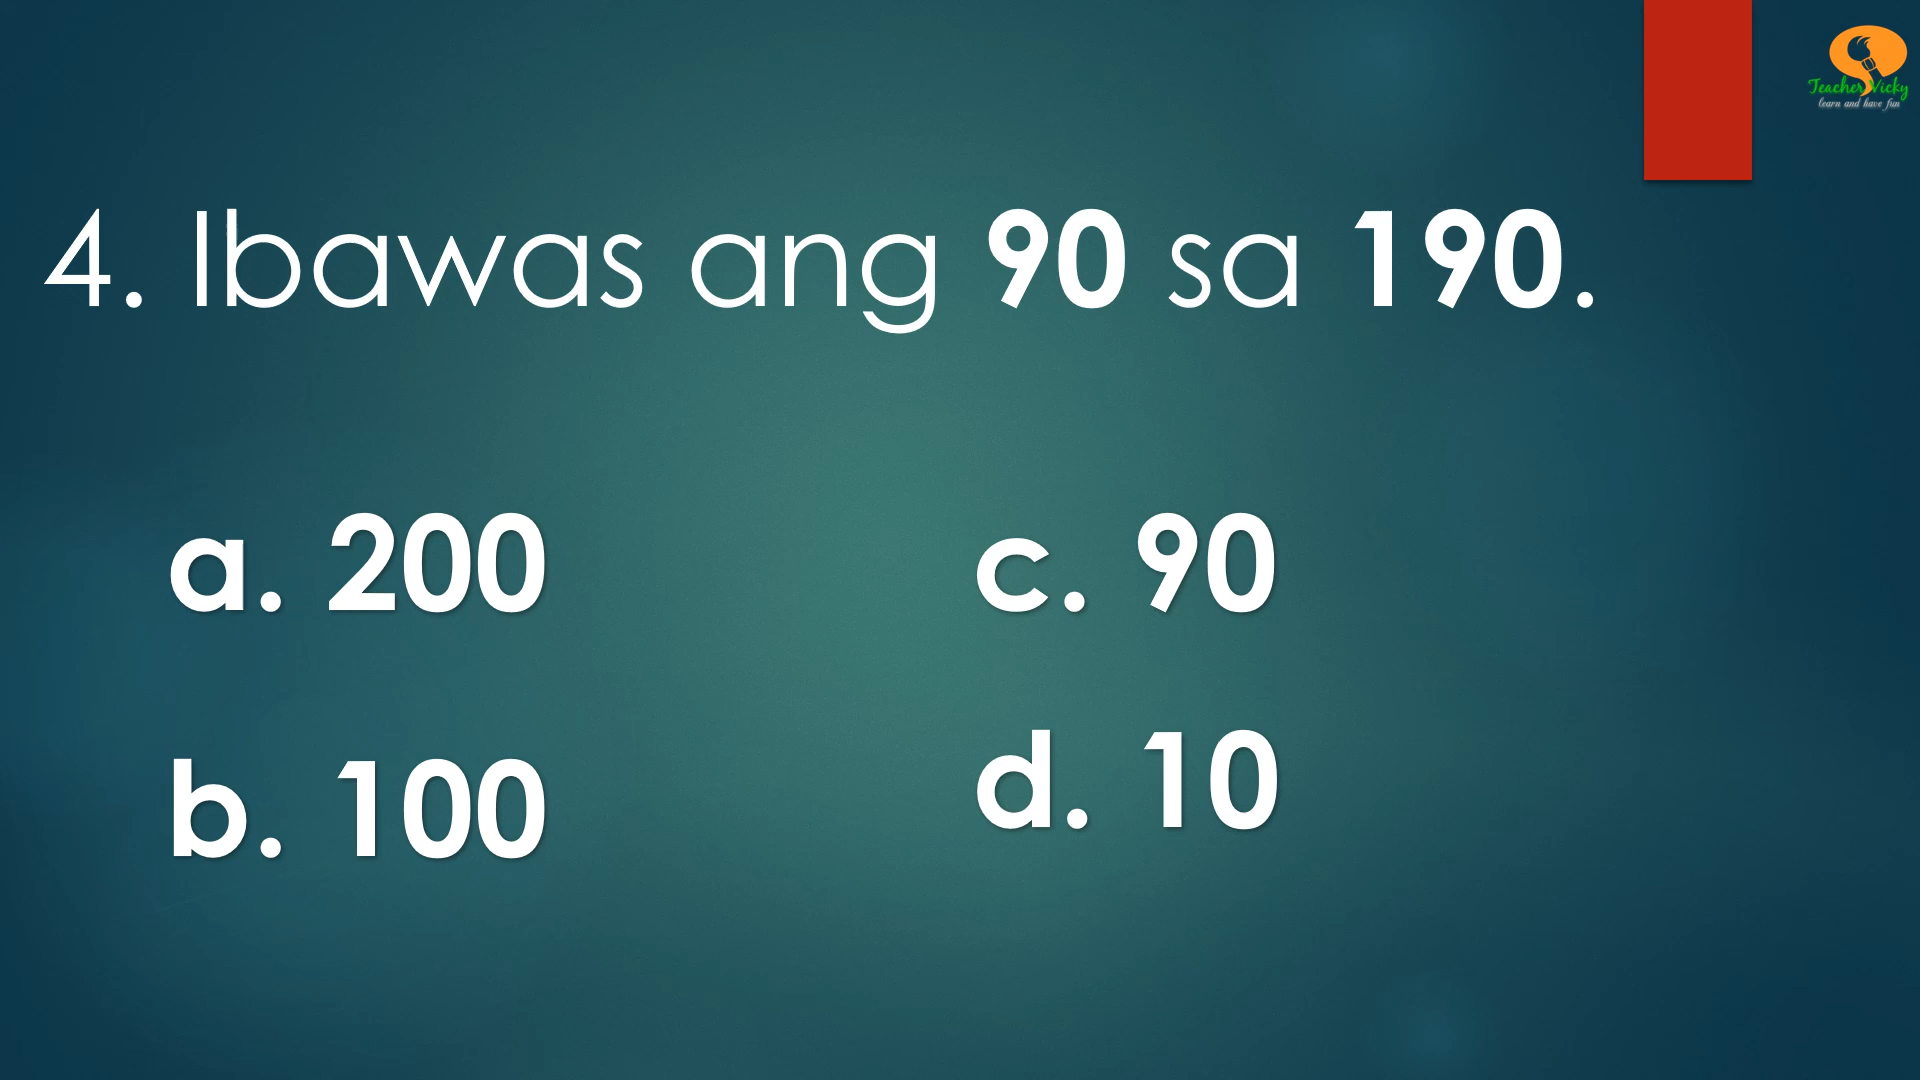 Teacher Vicky
learn and have fun
4. Ibawas ang 90 sa 190.
a. 200
b. 100
c. 90
d. 10